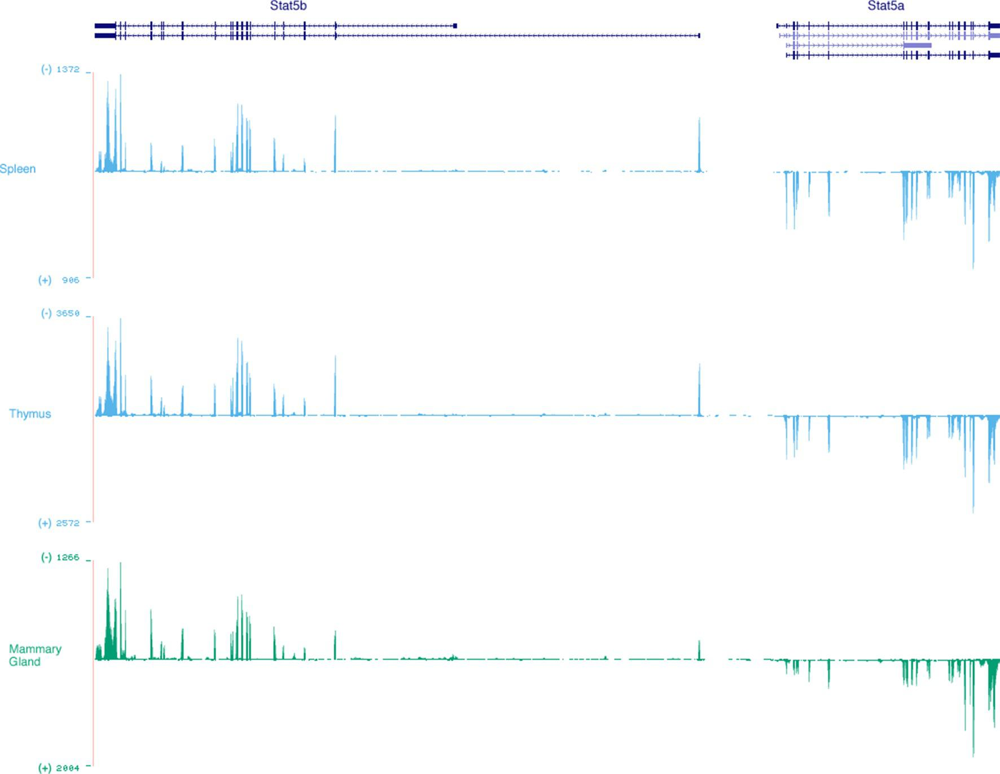 Stat5b
Stat5a
(-) 1372
Spleen
(+) 906
(-) 3650
Thymus
(+) 2572
(-) 1266
Mammary
Gland
(+) 2004